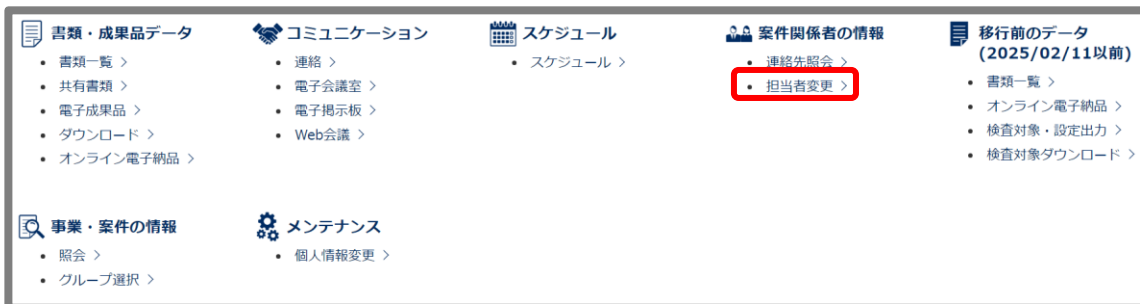 書類・成果品データ
書類一覧 >
共有書類 >
電子成果品 >
ダウンロード >
オンライン電子納品 >
コミュニケーション
連絡 >
電子会議室 >
電子掲示板 >
Web会議 >
スケジュール
スケジュール >
案件関係者の情報
連絡先照会 >
担当者変更 >
移行前のデータ
(2025/02/11以前)
書類一覧 >
オンライン電子納品 >
検査対象・設定出力 >
検査対象ダウンロード >
事業・案件の情報
照会 >
グループ選択 >
メンテナンス
個人情報変更 >